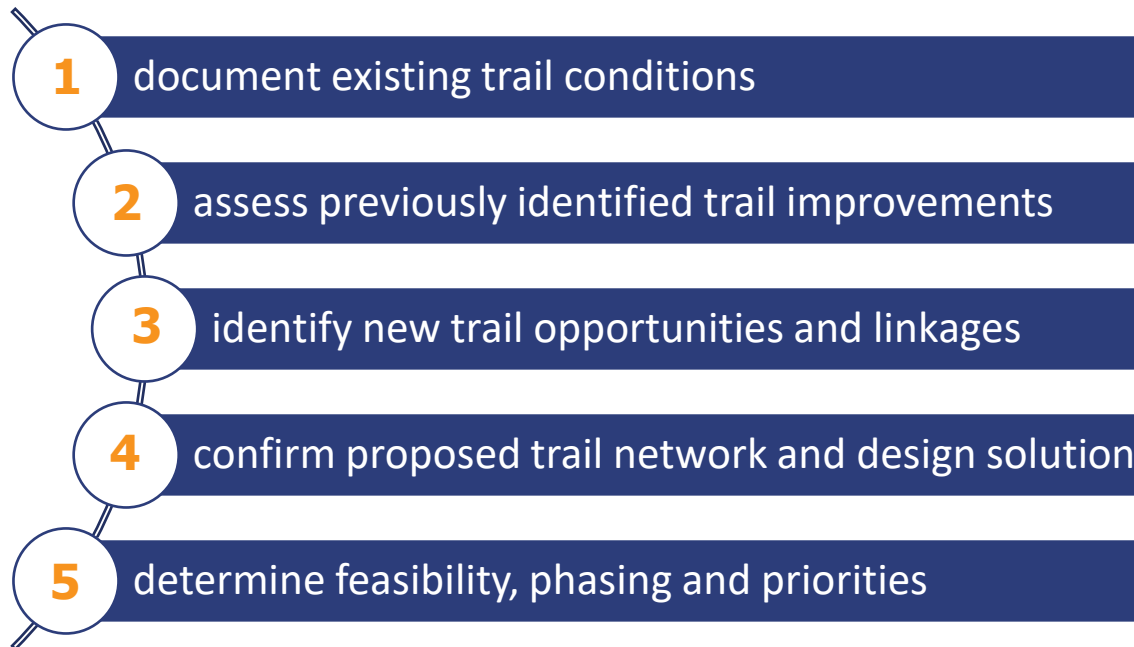 1 document existing trail conditions
2 assess previously identified trail improvements
3 identify new trail opportunities and linkages
4 confirm proposed trail network and design solution
5 determine feasibility, phasing and priorities